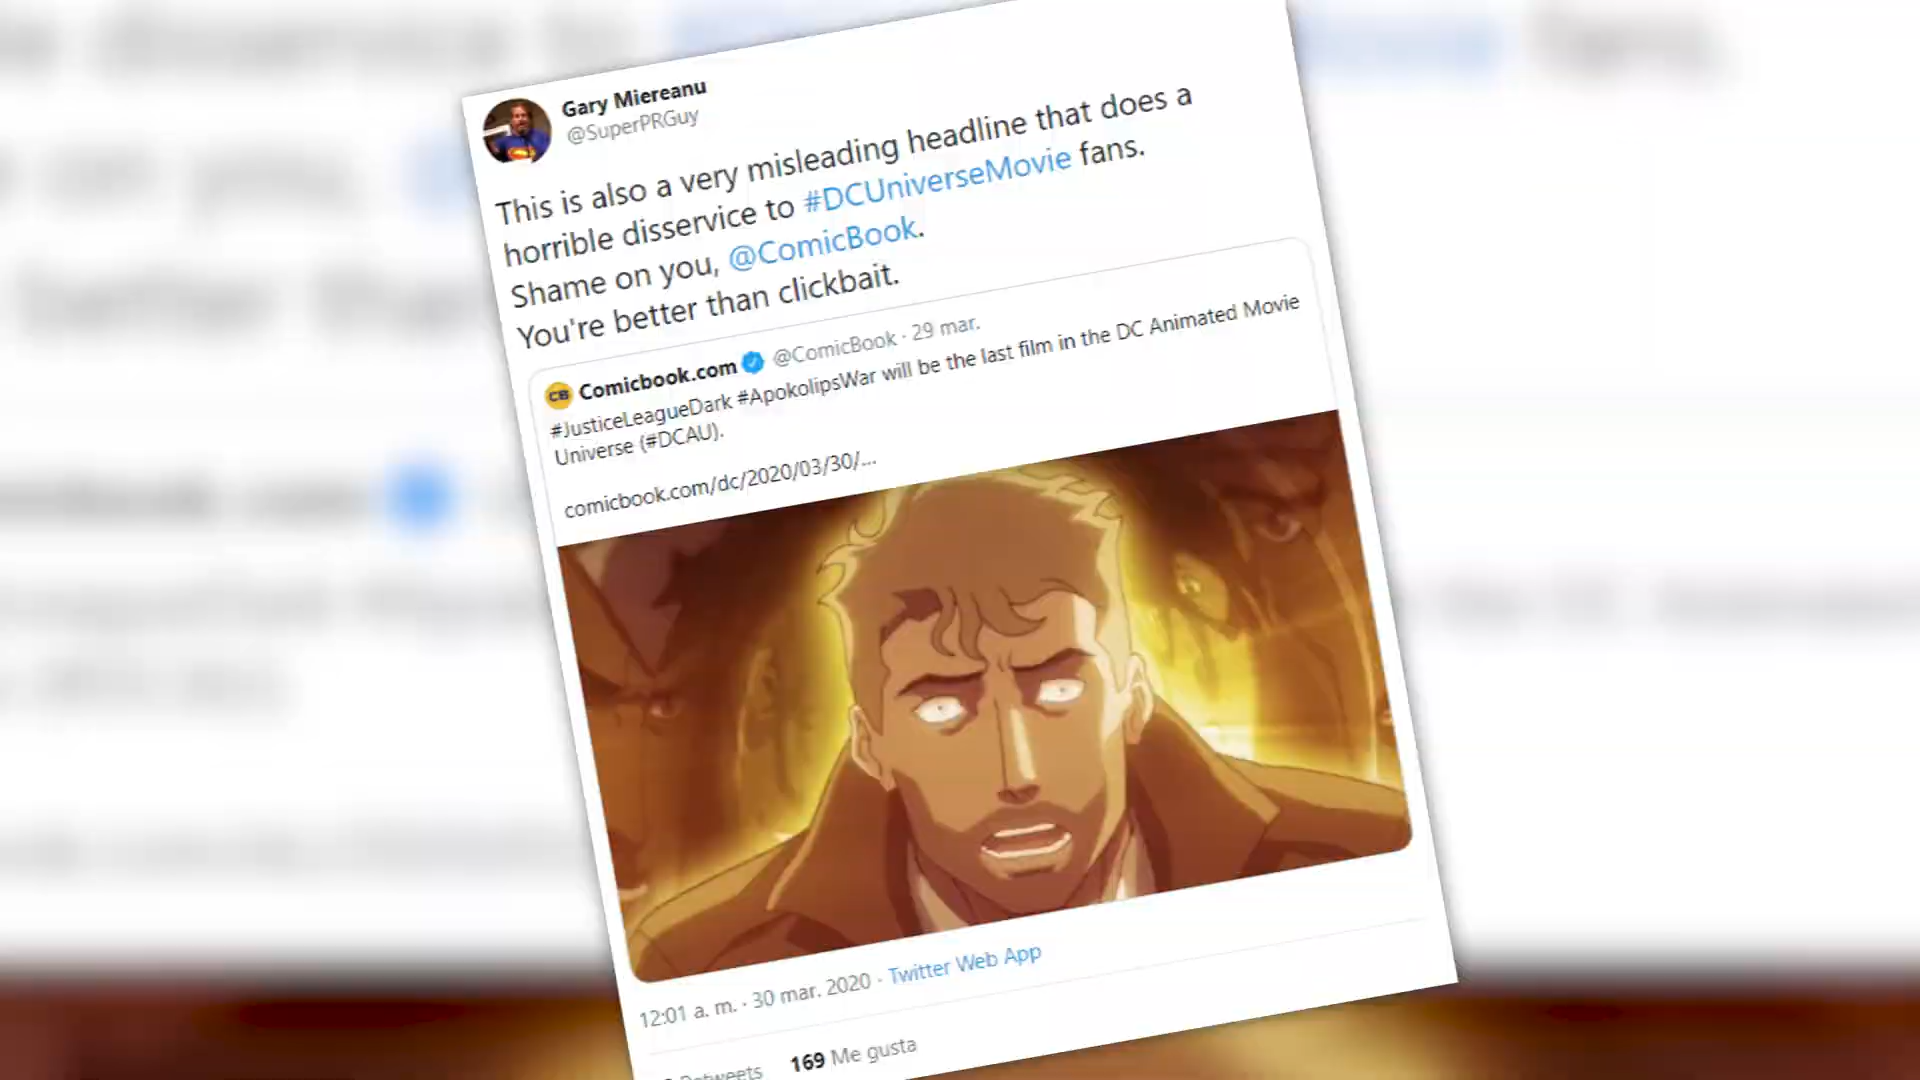 Gary Miereanu
@SuperPRGuy
This is also a very misleading headline that does a
horrible disservice to #DCUniverseMovie fans.
Shame on you, @ComicBook.
You're better than clickbait.
CB Comicbook.com @ComicBook · 29 mar.
#JusticeLeagueDark #ApokolipsWar will be the last film in the DC Animated Movie
Universe (#DCAU).
comicbook.com/dc/2020/03/30/...
12:01 a. m. · 30 mar. 2020 · Twitter Web App
Retweets 169 Me gusta